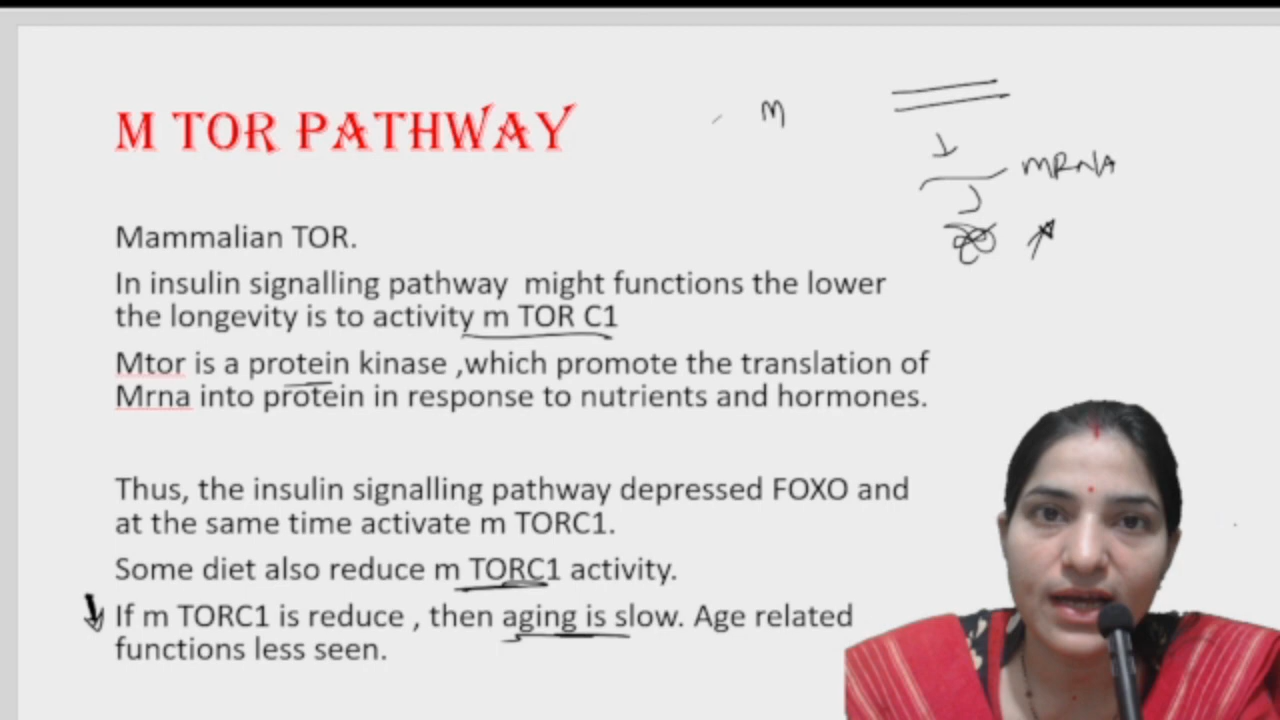 M TOR PATHWAY
m
mRNA
Mammalian TOR.
In insulin signalling pathway  might functions the lower
the longevity is to activity m TOR C1
Mtor is a protein kinase ,which promote the translation of
Mrna into protein in response to nutrients and hormones.
Thus, the insulin signalling pathway depressed FOXO and
at the same time activate m TORC1.
Some diet also reduce m TORC1 activity.
If m TORC1 is reduce , then aging is slow. Age related
functions less seen.